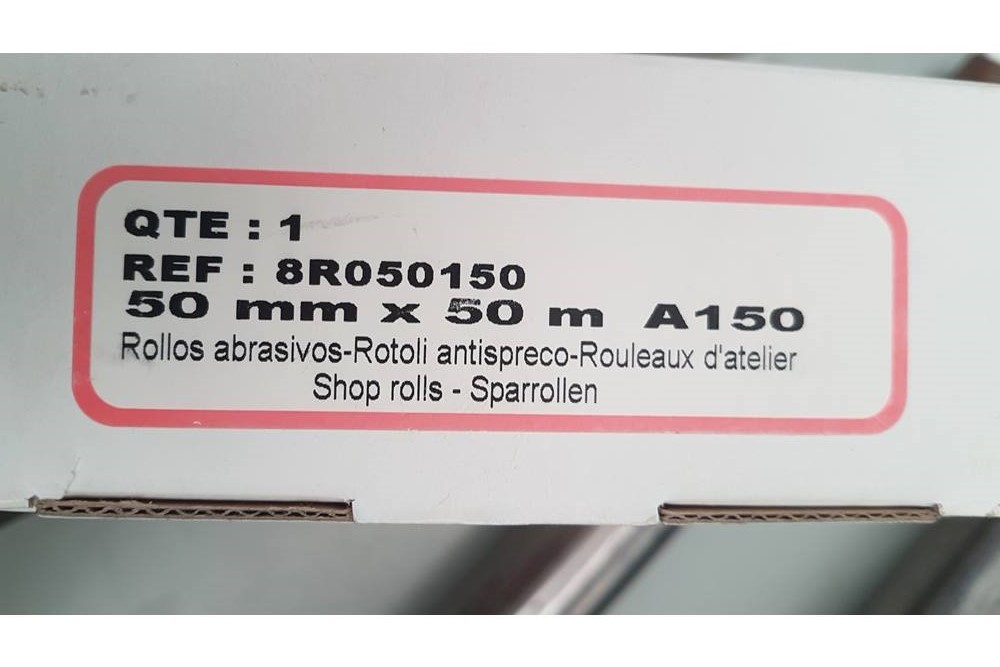 QTE : 1
REF : 8R050150
50 mm x 50 m A150
Rollos abrasivos-Rotoli antispreco-Rouleaux d'atelier
Shop rolls - Sparrollen